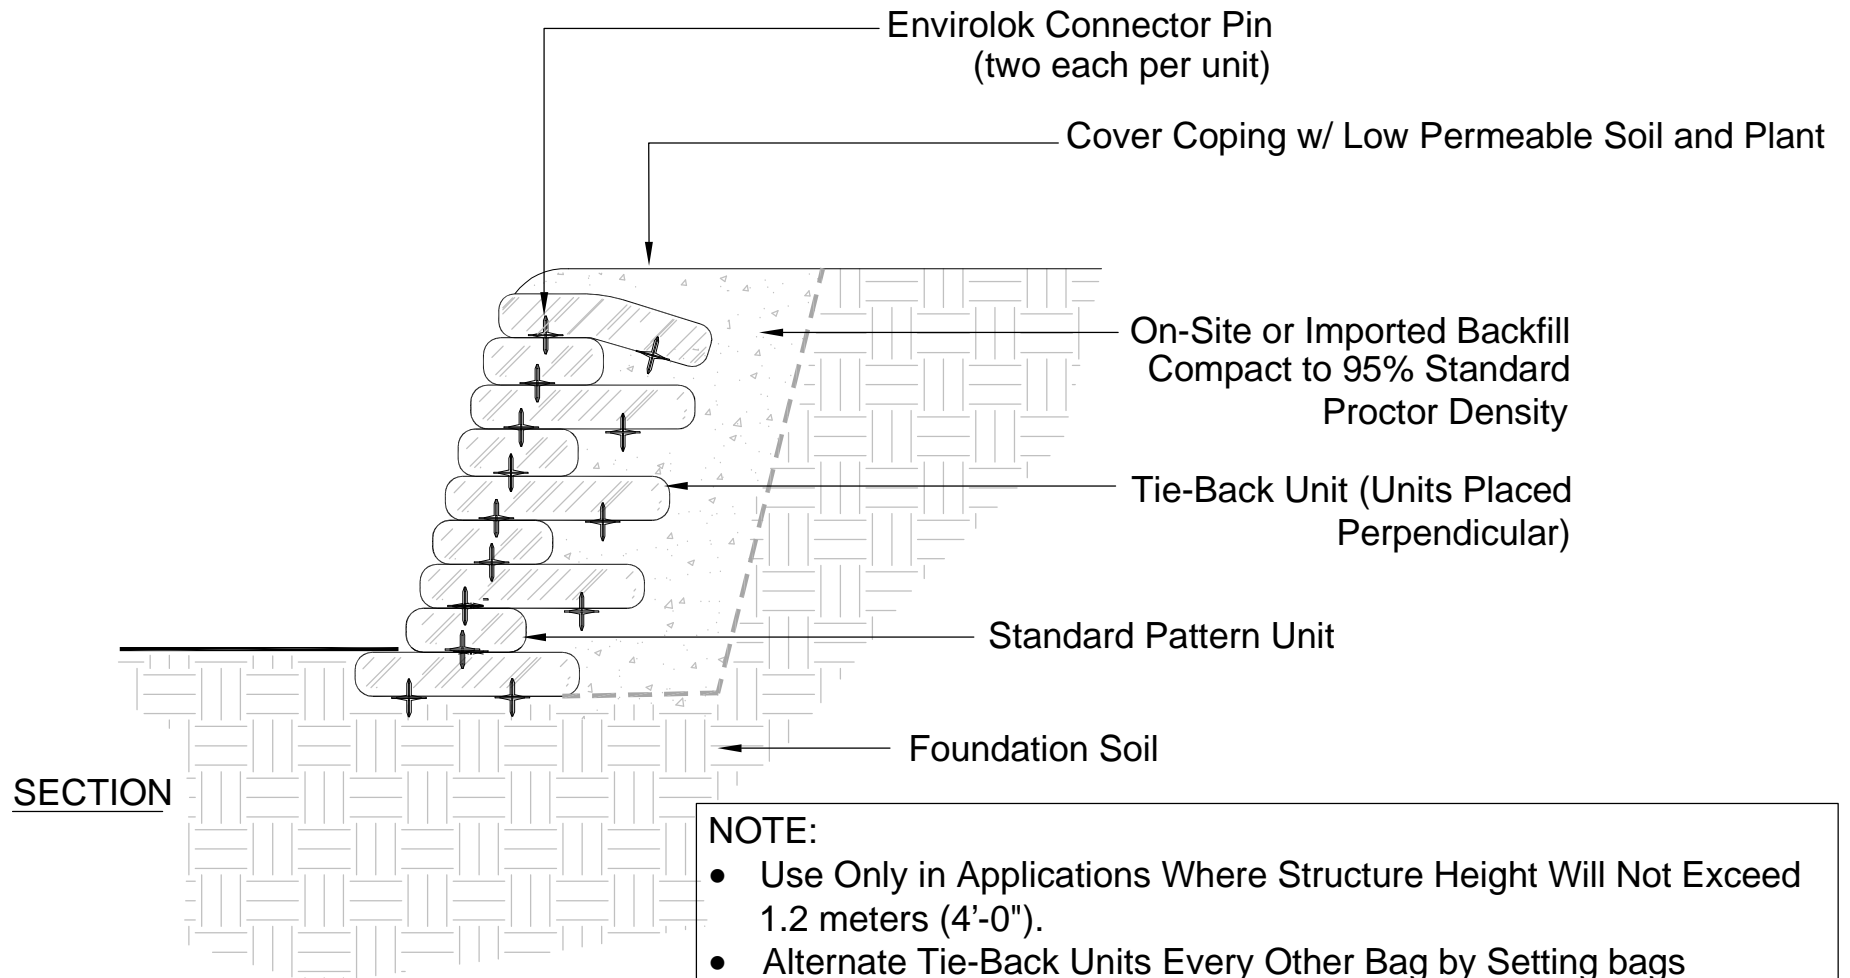 Envirolok Connector Pin
(two each per unit)
Cover Coping w/ Low Permeable Soil and Plant
On-Site or Imported Backfill
Compact to 95% Standard
Proctor Density
Tie-Back Unit (Units Placed
Perpendicular)
Standard Pattern Unit
Foundation Soil
SECTION
NOTE:
• Use Only in Applications Where Structure Height Will Not Exceed
1.2 meters (4'-0").
• Alternate Tie-Back Units Every Other Bag by Setting bags